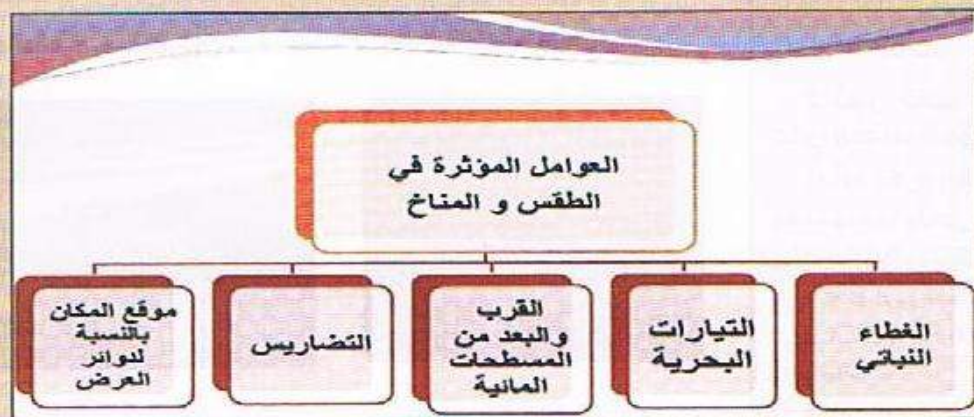 العوامل المؤثرة في
الطقس و المناخ
الغطاء
النباتي
التيارات
البحرية
القرب
والبعد من
المسطحات
المائية
التضاريس
موقع المكان
بالنسبة
لدوائر
العرض